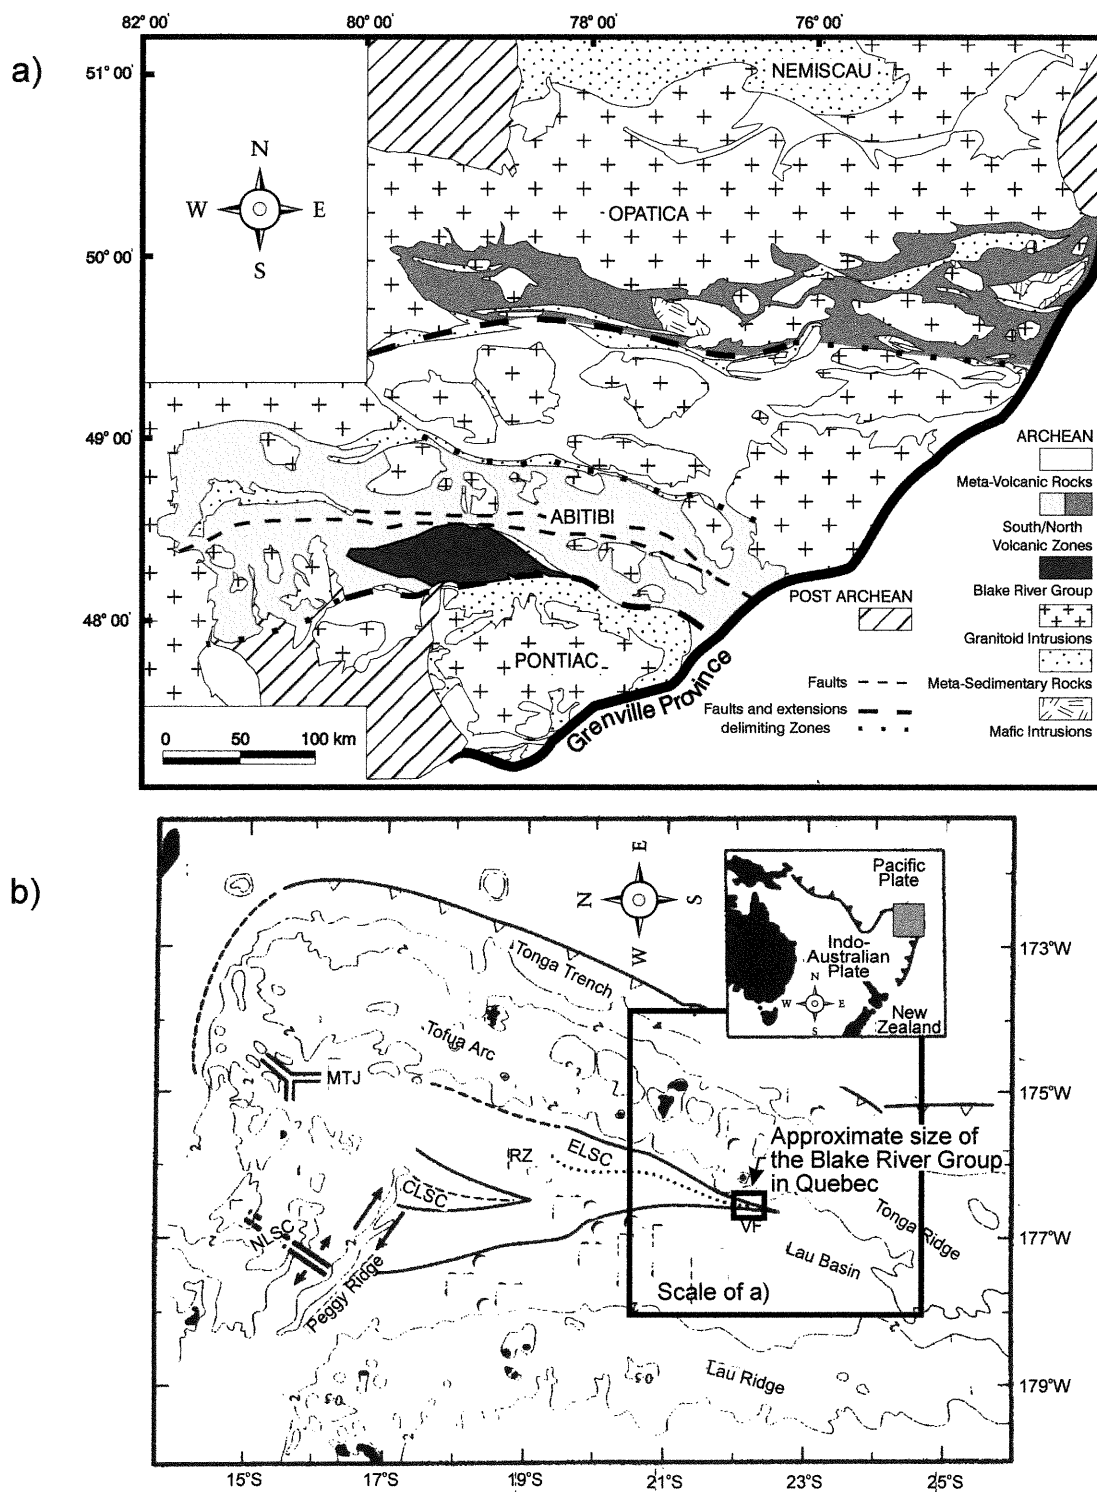 a)
82° 00'
80° 00'
78° 00'
76° 00'
51° 00'
50° 00'
49° 00'
48° 00'
N
W
E
S
NEMISCAU
OPATICA
ABITIBI
PONTIAC
Grenville Province
ARCHEAN
Meta-Volcanic Rocks
South/North
Volcanic Zones
Blake River Group
Granitoid Intrusions
Meta-Sedimentary Rocks
Mafic Intrusions
POST ARCHEAN
Faults
Faults and extensions
delimiting Zones
0 50 100 km
b)
E
N
S
W
Pacific
Plate
Indo-
Australian
Plate
N
W
E
S
New
Zealand
Tonga Trench
Tofua Arc
MTJ
RZ
ELSC
CLSC
NLSC
Peggy Ridge
VF
Approximate size of
the Blake River Group
in Quebec
Tonga Ridge
Lau Basin
Scale of a)
Lau Ridge
173°W
175°W
177°W
179°W
15°S
17°S
19°S
21°S
23°S
25°S